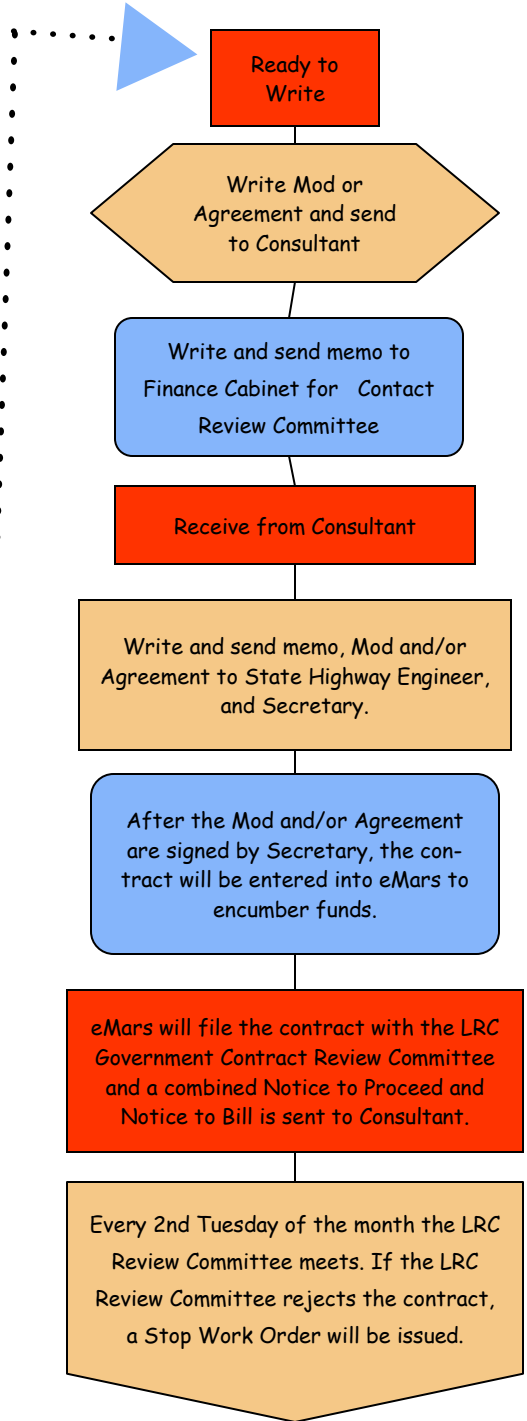 Ready to
Write
Write Mod or
Agreement and send
to Consultant
Write and send memo to
Finance Cabinet for   Contact
Review Committee
Receive from Consultant
Write and send memo, Mod and/or
Agreement to State Highway Engineer,
and Secretary.
After the Mod and/or Agreement
are signed by Secretary, the con-
tract will be entered into eMars to
encumber funds.
eMars will file the contract with the LRC
Government Contract Review Committee
and a combined Notice to Proceed and
Notice to Bill is sent to Consultant.
Every 2nd Tuesday of the month the LRC
Review Committee meets. If the LRC
Review Committee rejects the contract,
a Stop Work Order will be issued.